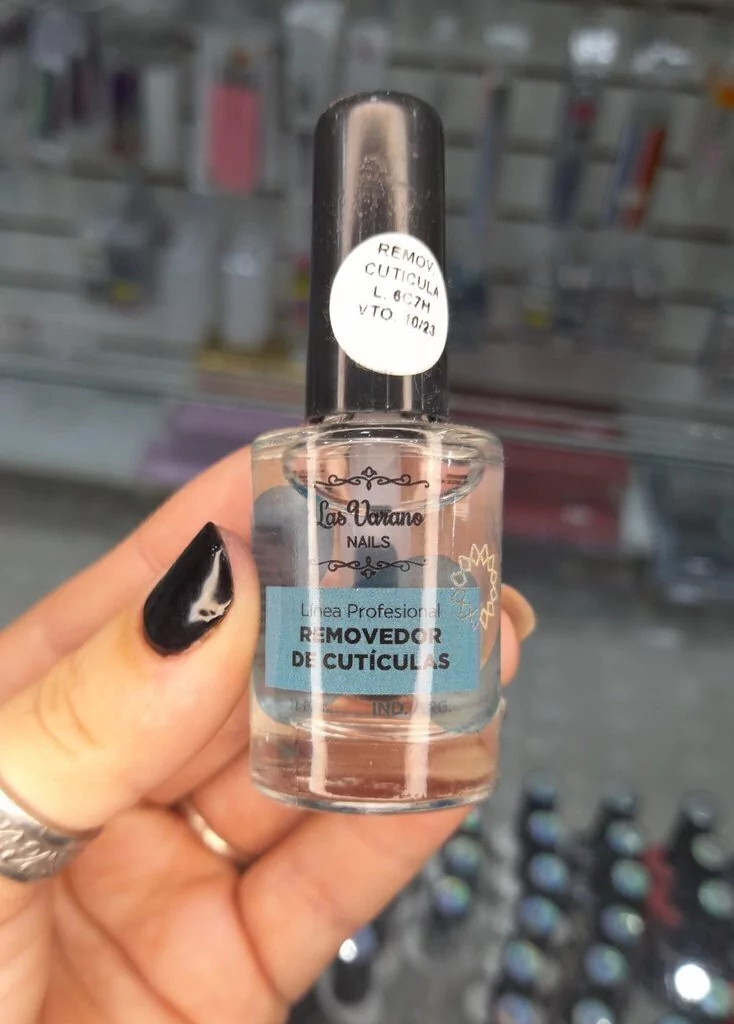 REMOV.
CUTICULA
L. 6C7H
VTO. 10/23
Las Varano
NAILS
Línea Profesional
REMOVEDOR
DE CUTÍCULAS
IND. ARG.